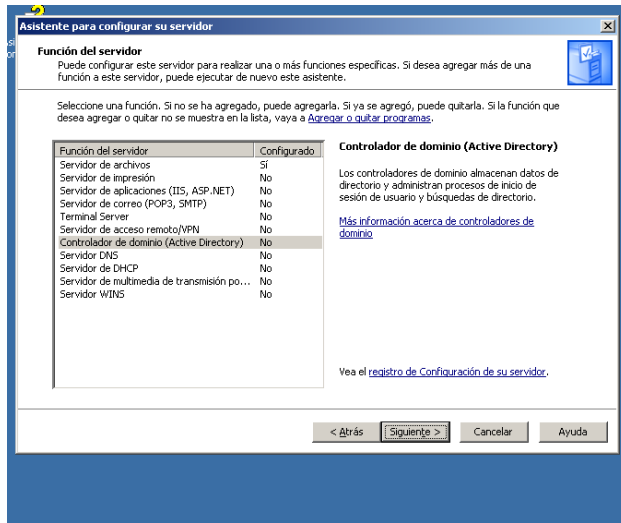 Asistente para configurar su servidor
Función del servidor
Puede configurar este servidor para realizar una o más funciones específicas. Si desea agregar más de una
función a este servidor, puede ejecutar de nuevo este asistente.
Seleccione una función. Si no se ha agregado, puede agregarla. Si ya se agregó, puede quitarla. Si la función que
desea agregar o quitar no se muestra en la lista, vaya a Agregar o quitar programas.
Función del servidor Configurado
Servidor de archivos Sí
Servidor de impresión No
Servidor de aplicaciones (IIS, ASP.NET) No
Servidor de correo (POP3, SMTP) No
Terminal Server No
Servidor de acceso remoto/VPN No
Controlador de dominio (Active Directory) No
Servidor DNS No
Servidor de DHCP No
Servidor de multimedia de transmisión po... No
Servidor WINS No
Controlador de dominio (Active Directory)
Los controladores de dominio almacenan datos de
directorio y administran procesos de inicio de
sesión de usuario y búsquedas de directorio.
Más información acerca de controladores de
dominio
Vea el registro de Configuración de su servidor.
< Atrás Siguiente > Cancelar Ayuda